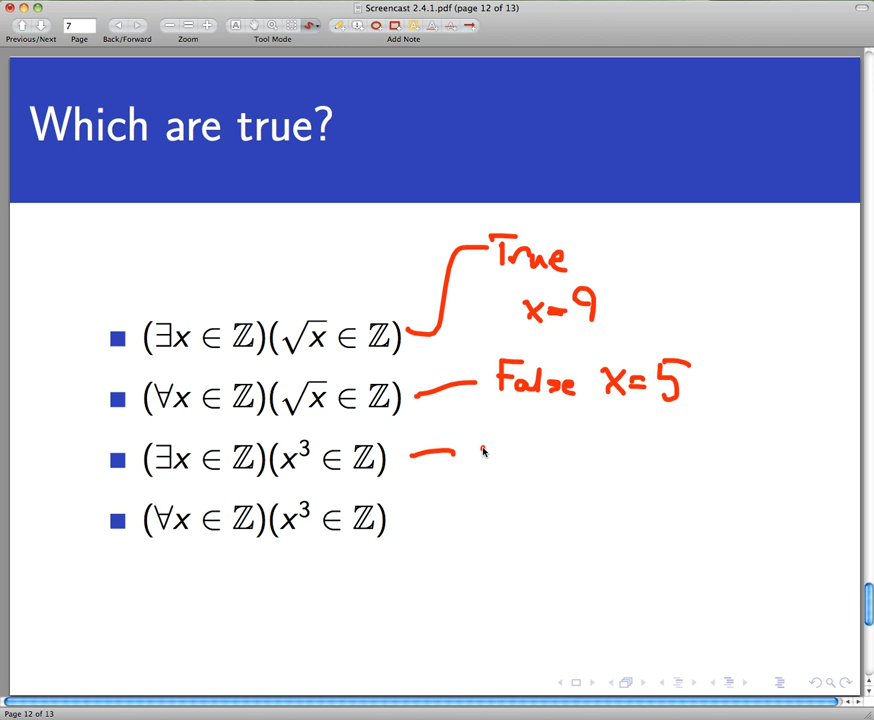 Screencast 2.4.1.pdf (page 12 of 13)
7
Previous/Next Page Back/Forward Zoom Tool Mode Add Note
Which are true?
True
x=9
(∃x ∈ ℤ)(√x ∈ ℤ)
(∀x ∈ ℤ)(√x ∈ ℤ) False x=5
(∃x ∈ ℤ)(x³ ∈ ℤ)
(∀x ∈ ℤ)(x³ ∈ ℤ)
Page 12 of 13